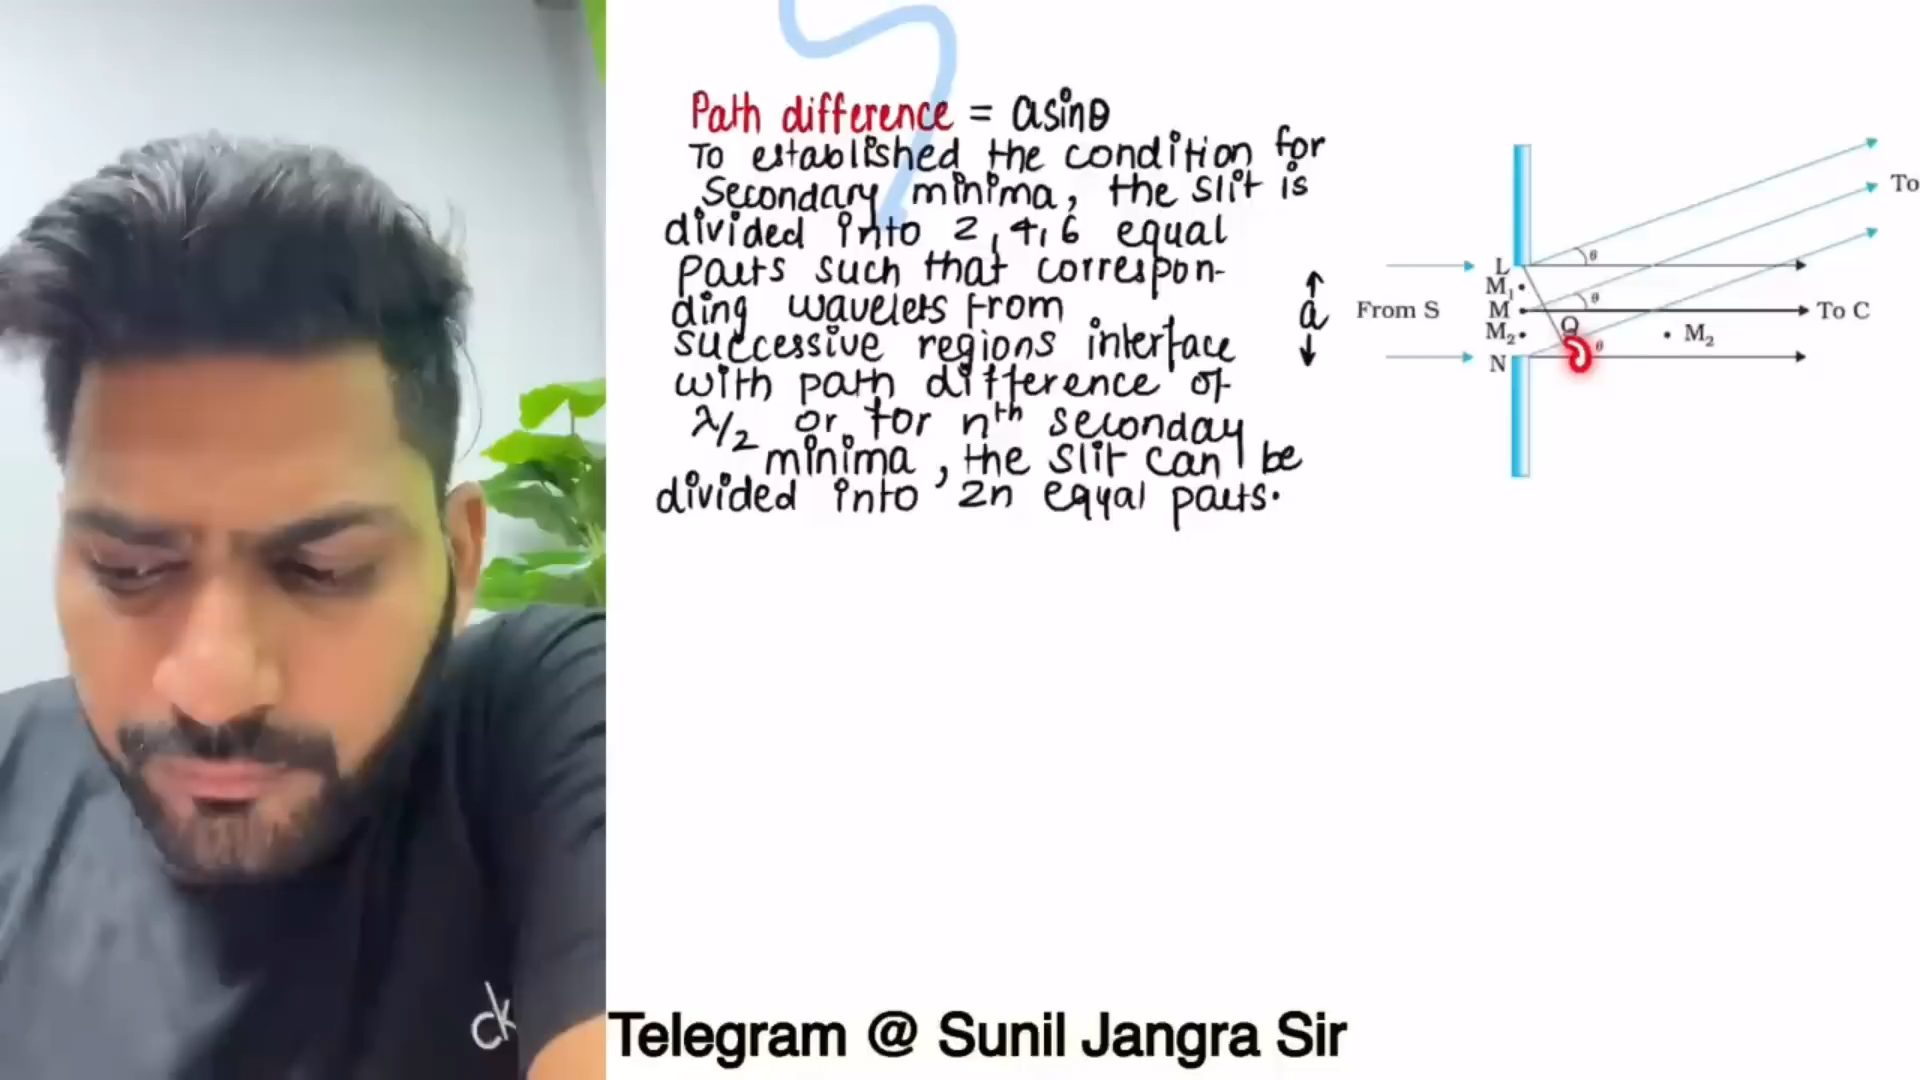 Path difference = asinθ
To established the condition for
secondary minima, the slit is
divided into 2, 4, 6 equal
parts such that correspon-
ding wavelets from
successive regions interface
with path difference of
λ/2 or for nth seconday
minima, the slit can be
divided into 2n equal parts.
To
L
θ
M₁
M
θ
From S
a
To C
Q
M₂
M₂
θ
N
ck
Telegram @ Sunil Jangra Sir